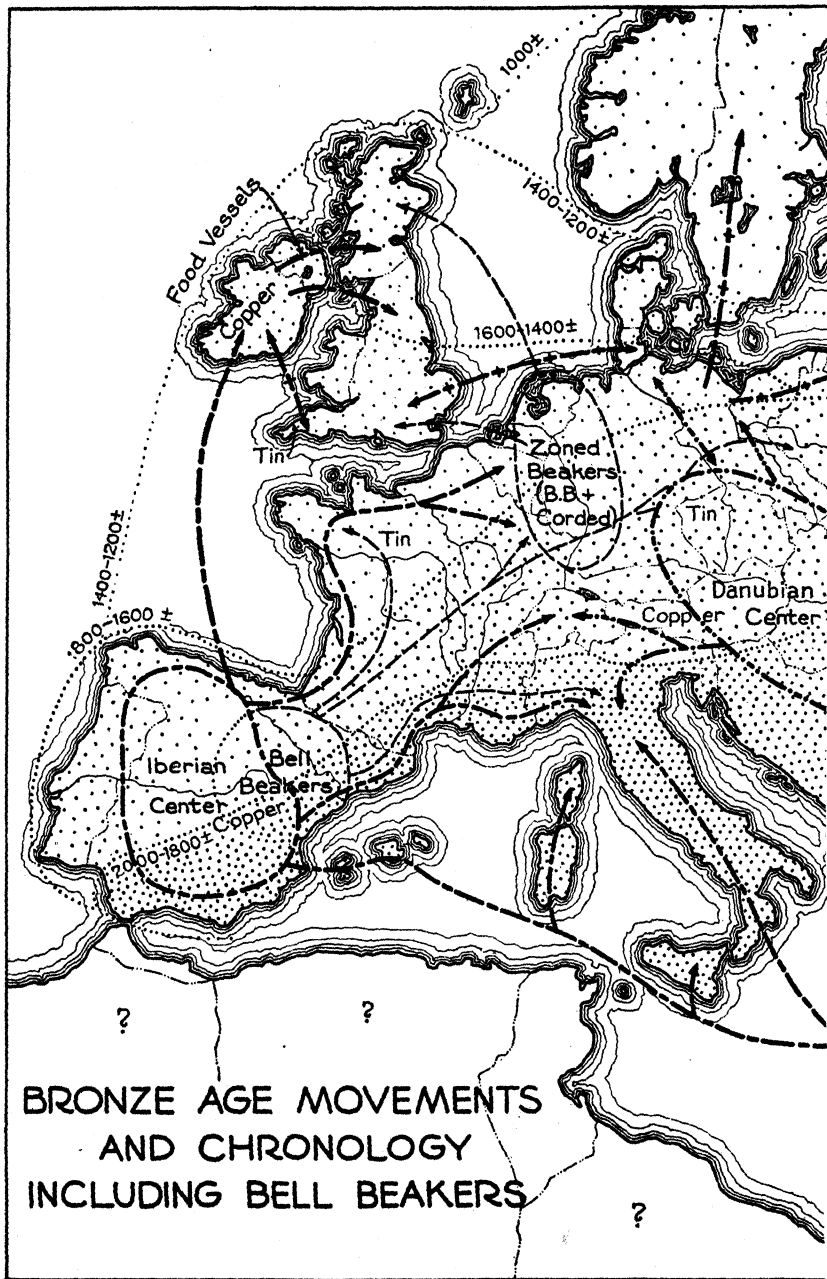 1000±
1400-1200±
Food Vessels
Copper
1600-1400±
Tin
Zoned
Beakers
(B.B.+
Corded)
Tin
Tin
Danubian
Center
Copper
1400-1200±
800-1600 ±
Iberian
Center
Bell
Beakers
Copper
2000-1800±
?
?
?
BRONZE AGE MOVEMENTS
AND CHRONOLOGY
INCLUDING BELL BEAKERS